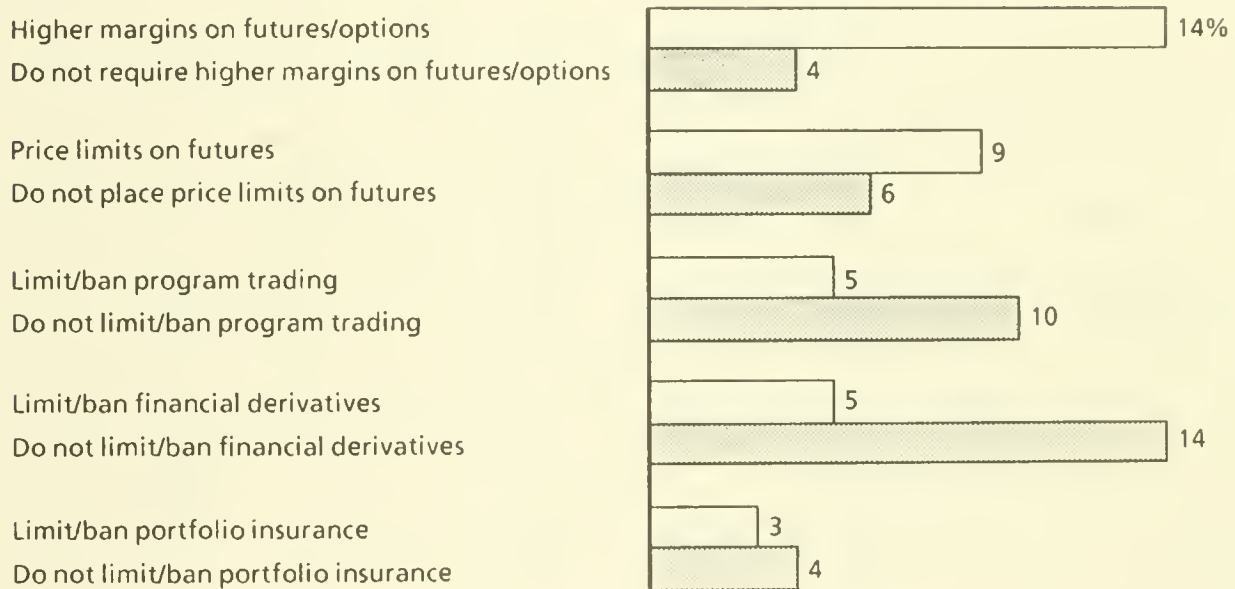 Higher margins on futures/options 14%
Do not require higher margins on futures/options 4
Price limits on futures 9
Do not place price limits on futures 6
Limit/ban program trading 5
Do not limit/ban program trading 10
Limit/ban financial derivatives 5
Do not limit/ban financial derivatives 14
Limit/ban portfolio insurance 3
Do not limit/ban portfolio insurance 4